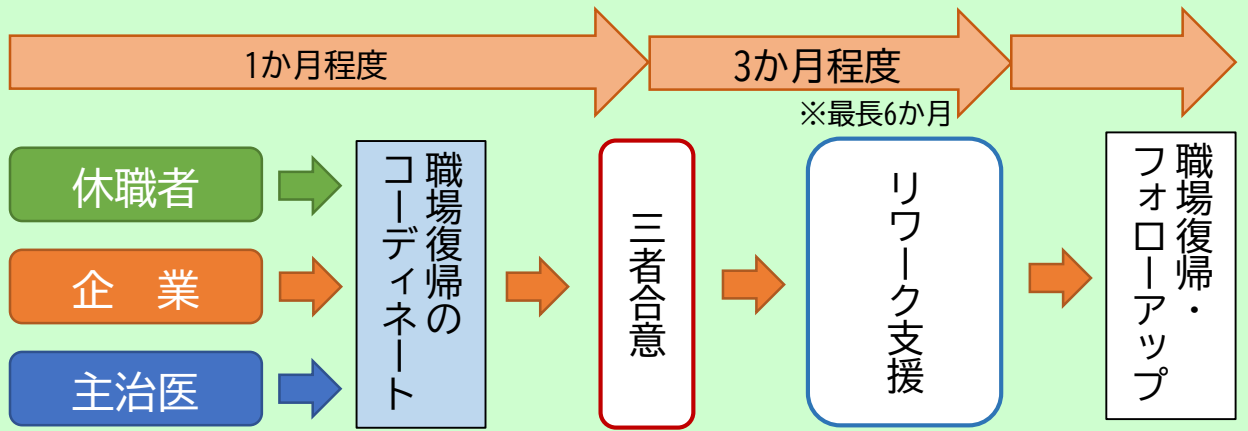 1か月程度
3か月程度
※最長6か月
休職者
企　業
主治医
職場復帰の
コーディネート
三者合意
リワーク支援
職場復帰・
フォローアップ